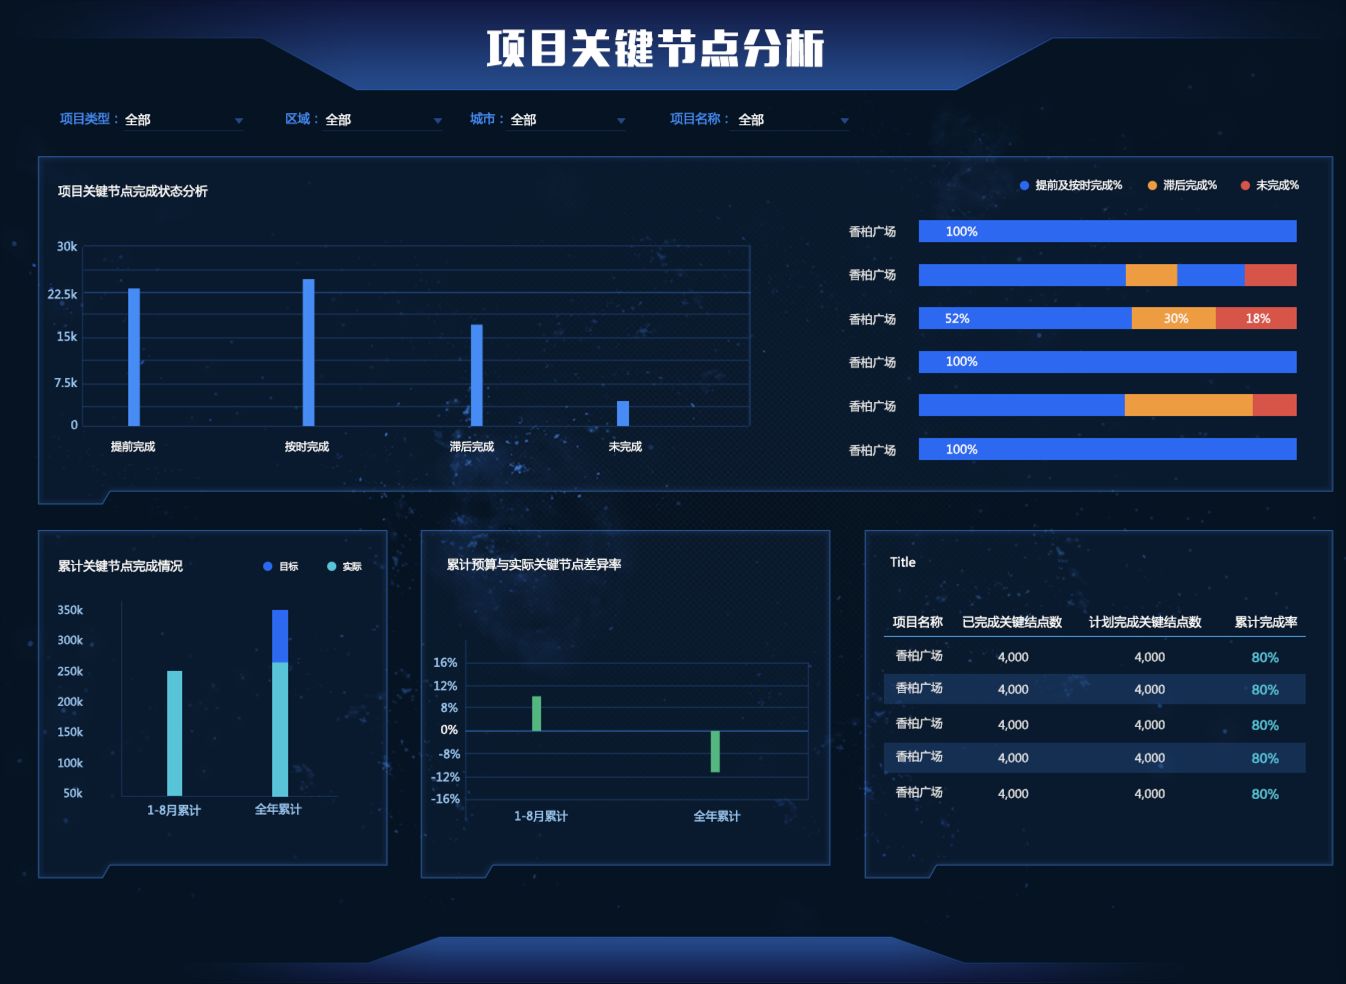 项目关键节点分析
项目类型： 全部 区域： 全部 城市： 全部 项目名称： 全部
项目关键节点完成状态分析
提前及按时完成% 滞后完成% 未完成%
30k
22.5k
15k
7.5k
0
提前完成 按时完成 滞后完成 未完成
香柏广场 100%
香柏广场
香柏广场 52% 30% 18%
香柏广场 100%
香柏广场
香柏广场 100%
累计关键节点完成情况
目标 实际
350k
300k
250k
200k
150k
100k
50k
1-8月累计 全年累计
累计预算与实际关键节点差异率
16%
12%
8%
0%
-8%
-12%
-16%
1-8月累计 全年累计
Title
项目名称 已完成关键结点数 计划完成关键结点数 累计完成率
香柏广场 4,000 4,000 80%
香柏广场 4,000 4,000 80%
香柏广场 4,000 4,000 80%
香柏广场 4,000 4,000 80%
香柏广场 4,000 4,000 80%